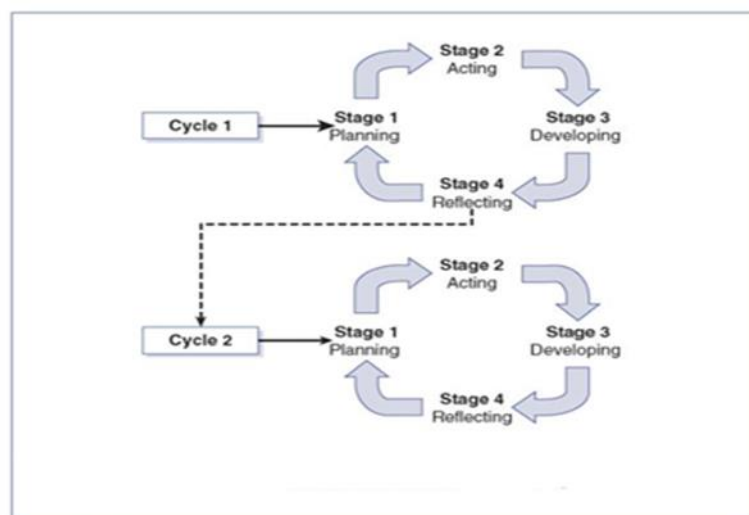 Stage 2
Acting
Cycle 1
Stage 1
Planning
Stage 3
Developing
Stage 4
Reflecting
Stage 2
Acting
Cycle 2
Stage 1
Planning
Stage 3
Developing
Stage 4
Reflecting